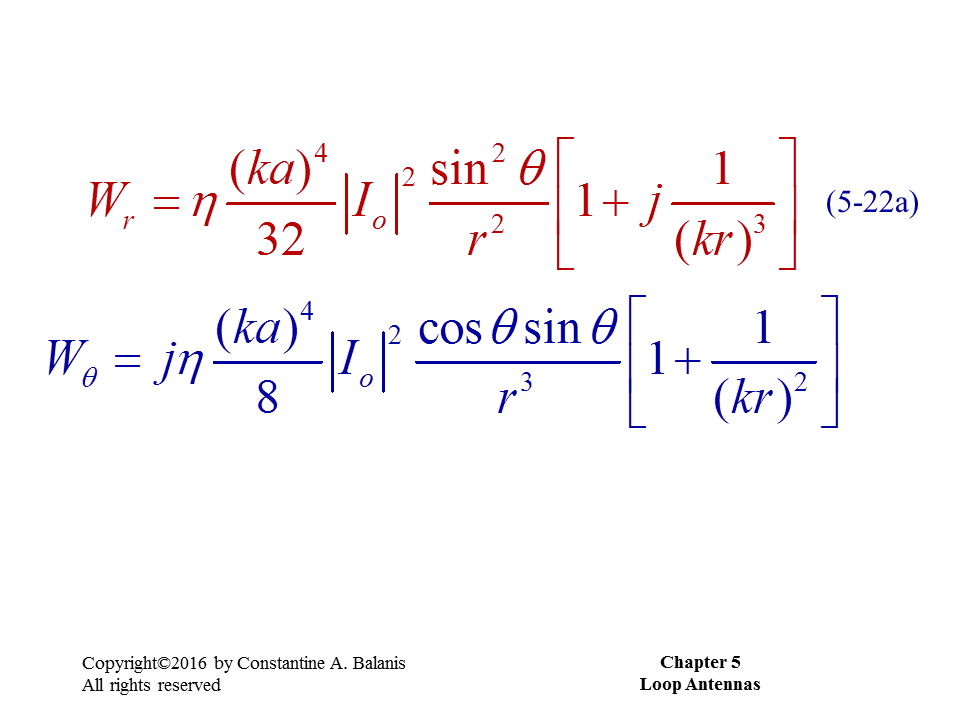 W_r = η (ka)^4 / 32 |I_o|^2 sin^2 θ / r^2 [1 + j 1 / (kr)^3] (5-22a)
W_θ = jη (ka)^4 / 8 |I_o|^2 cos θ sin θ / r^3 [1 + 1 / (kr)^2]
Copyright©2016 by Constantine A. Balanis
All rights reserved
Chapter 5
Loop Antennas